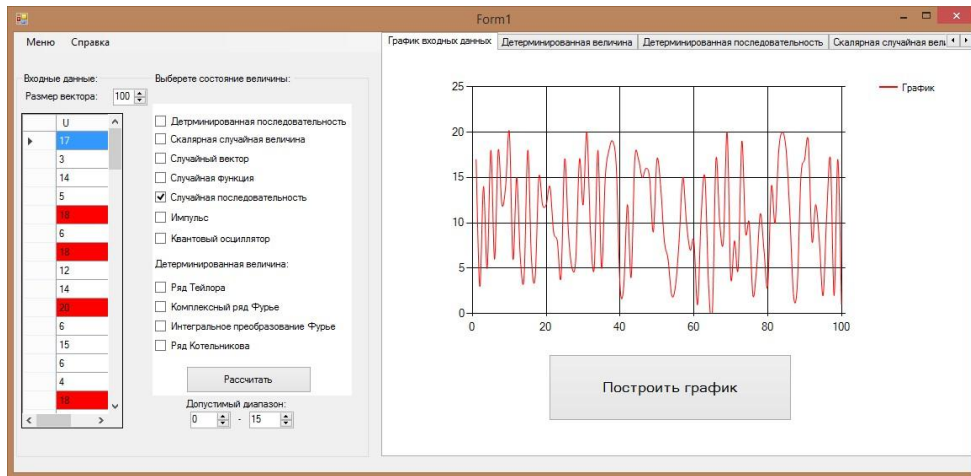 Form1
Меню Справка
Входные данные:
Размер вектора: 100
U
17
3
14
5
18
6
18
12
14
20
6
15
6
4
18
Выберете состояние величины:
Детрминированная последовательность
Скалярная случайная величина
Случайный вектор
Случайная функция
Случайная последовательность
Импульс
Квантовый осциллятор
Детерминированная величина:
Ряд Тейлора
Комплексный ряд Фурье
Интегральное преобразование Фурье
Ряд Котельникова
Рассчитать
Допустимый диапазон:
0 - 15
График входных данных Детерминированная величина Детерминированная последовательность Скалярная случайная вел
25
20
15
10
5
0
0 20 40 60 80 100
График
Построить график